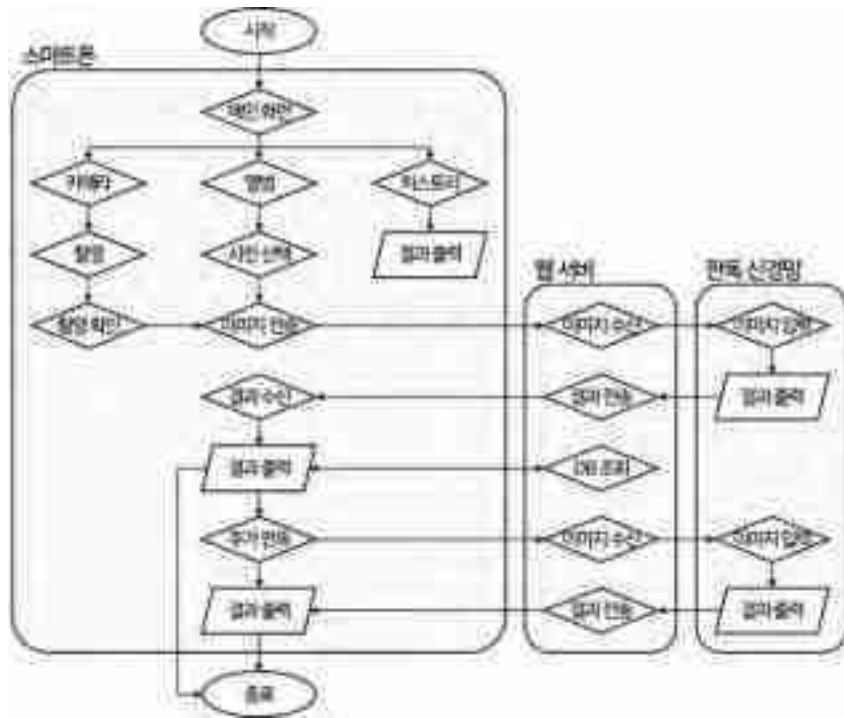 시작
스마트폰
메인 화면
카메라
앨범
히스토리
촬영
사진 선택
결과 출력
웹 서버
판독 신경망
촬영 확인
이미지 전송
이미지 수신
이미지 입력
결과 수신
결과 전송
결과 출력
결과 출력
DB 조회
추가 판독
이미지 수신
이미지 입력
결과 출력
결과 전송
결과 출력
종료